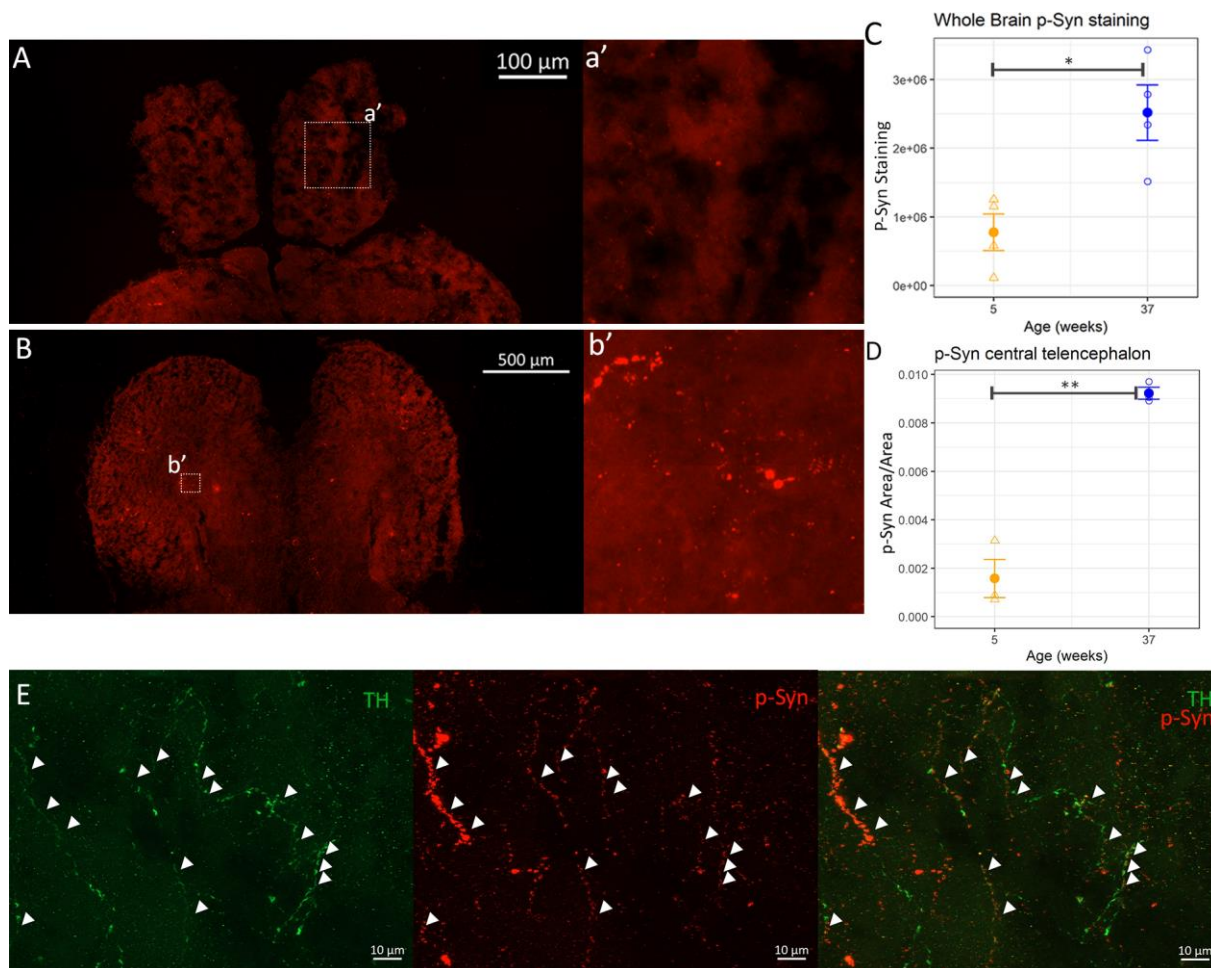 A
100 µm
a'
a'
B
500 µm
b'
b'
C
Whole Brain p-Syn staining
P-Syn Staining
3e+06
2e+06
1e+06
0e+00
*
5
37
Age (weeks)
D
p-Syn central telencephalon
p-Syn Area/Area
0.010
0.008
0.006
0.004
0.002
0.000
**
5
37
Age (weeks)
E
TH
10 µm
p-Syn
10 µm
TH
p-Syn
10 µm